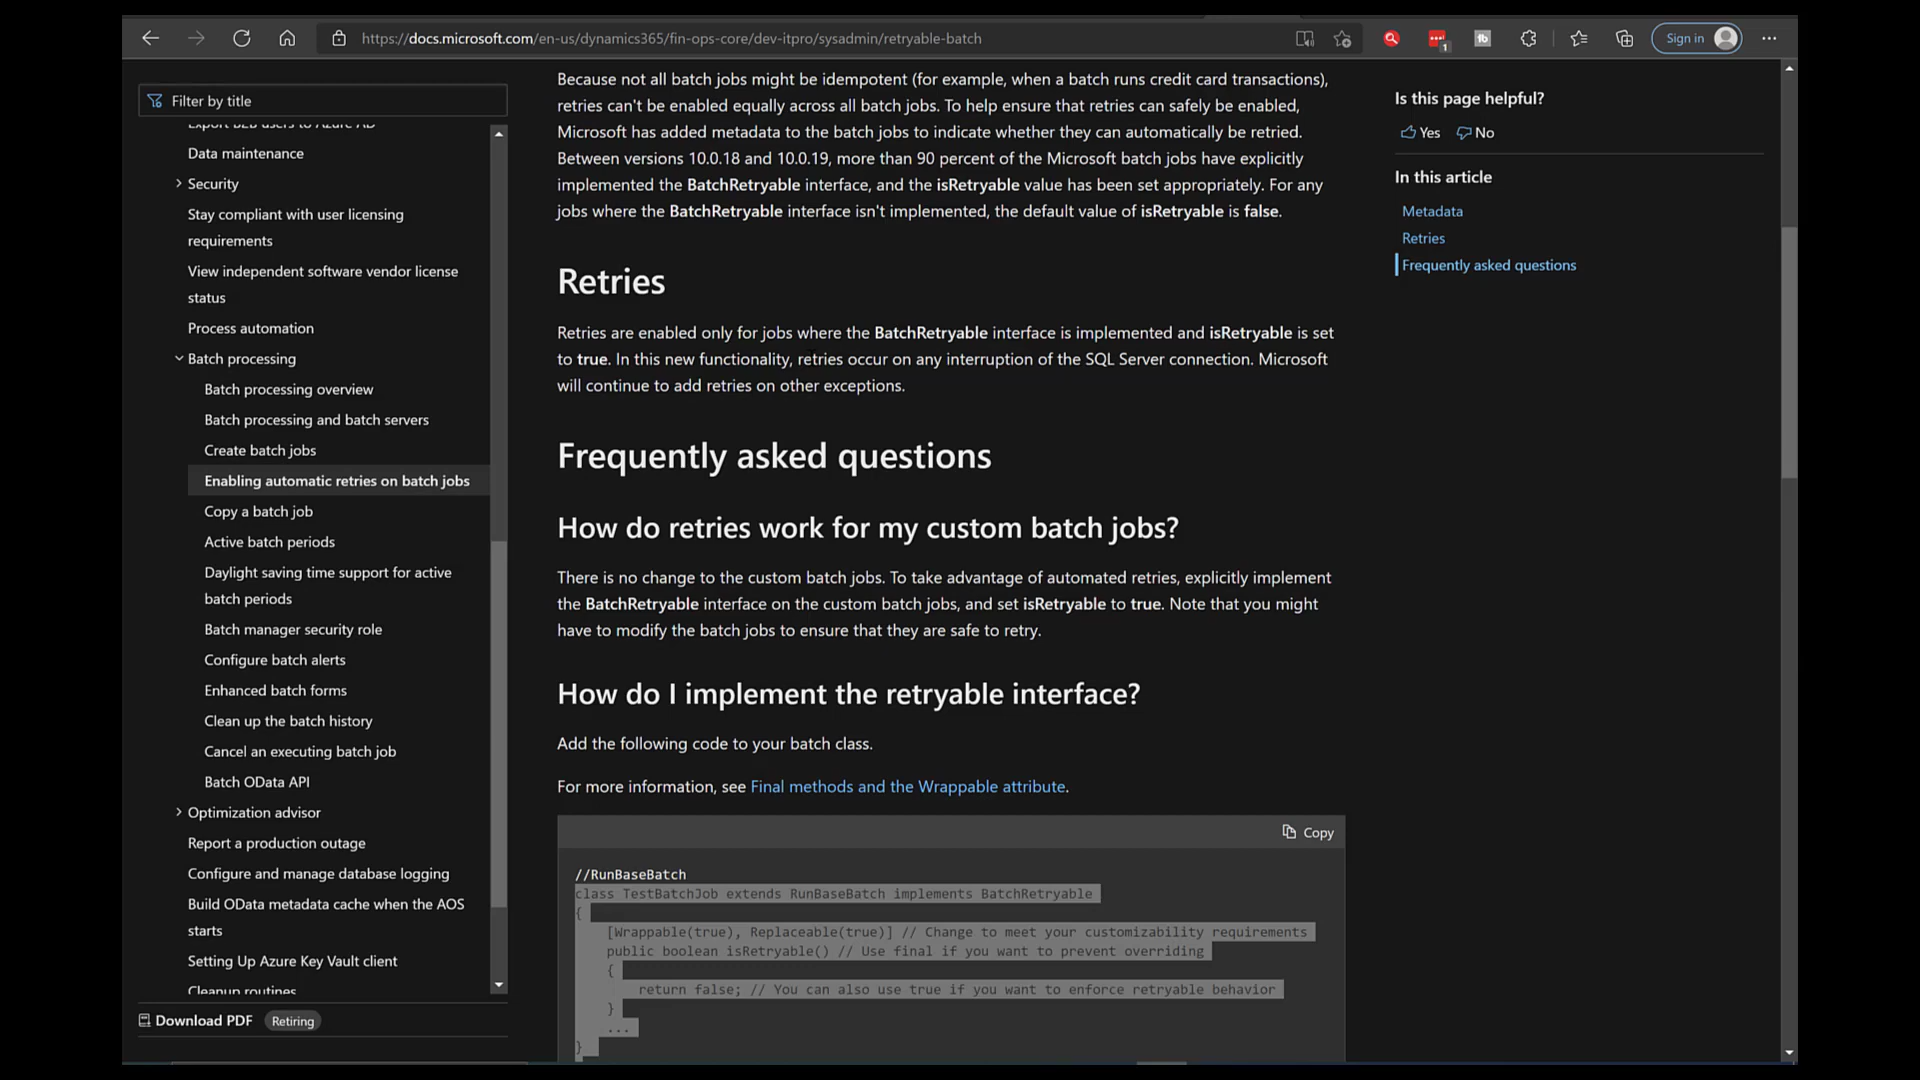 https://docs.microsoft.com/en-us/dynamics365/fin-ops-core/dev-itpro/sysadmin/retryable-batch
1
Sign in
Filter by title
Export B2B users to Azure AD
Data maintenance
Security
Stay compliant with user licensing
requirements
View independent software vendor license
status
Process automation
Batch processing
Batch processing overview
Batch processing and batch servers
Create batch jobs
Enabling automatic retries on batch jobs
Copy a batch job
Active batch periods
Daylight saving time support for active
batch periods
Batch manager security role
Configure batch alerts
Enhanced batch forms
Clean up the batch history
Cancel an executing batch job
Batch OData API
Optimization advisor
Report a production outage
Configure and manage database logging
Build OData metadata cache when the AOS
starts
Setting Up Azure Key Vault client
Cleanup routines
Download PDF
Retiring
Because not all batch jobs might be idempotent (for example, when a batch runs credit card transactions),
retries can't be enabled equally across all batch jobs. To help ensure that retries can safely be enabled,
Microsoft has added metadata to the batch jobs to indicate whether they can automatically be retried.
Between versions 10.0.18 and 10.0.19, more than 90 percent of the Microsoft batch jobs have explicitly
implemented the BatchRetryable interface, and the isRetryable value has been set appropriately. For any
jobs where the BatchRetryable interface isn't implemented, the default value of isRetryable is false.
Retries
Retries are enabled only for jobs where the BatchRetryable interface is implemented and isRetryable is set
to true. In this new functionality, retries occur on any interruption of the SQL Server connection. Microsoft
will continue to add retries on other exceptions.
Frequently asked questions
How do retries work for my custom batch jobs?
There is no change to the custom batch jobs. To take advantage of automated retries, explicitly implement
the BatchRetryable interface on the custom batch jobs, and set isRetryable to true. Note that you might
have to modify the batch jobs to ensure that they are safe to retry.
How do I implement the retryable interface?
Add the following code to your batch class.
For more information, see Final methods and the Wrappable attribute.
Copy
//RunBaseBatch
class TestBatchJob extends RunBaseBatch implements BatchRetryable
{
[Wrappable(true), Replaceable(true)] // Change to meet your customizability requirements
public boolean isRetryable() // Use final if you want to prevent overriding
{
return false; // You can also use true if you want to enforce retryable behavior
}
...
}
Is this page helpful?
Yes No
In this article
Metadata
Retries
Frequently asked questions